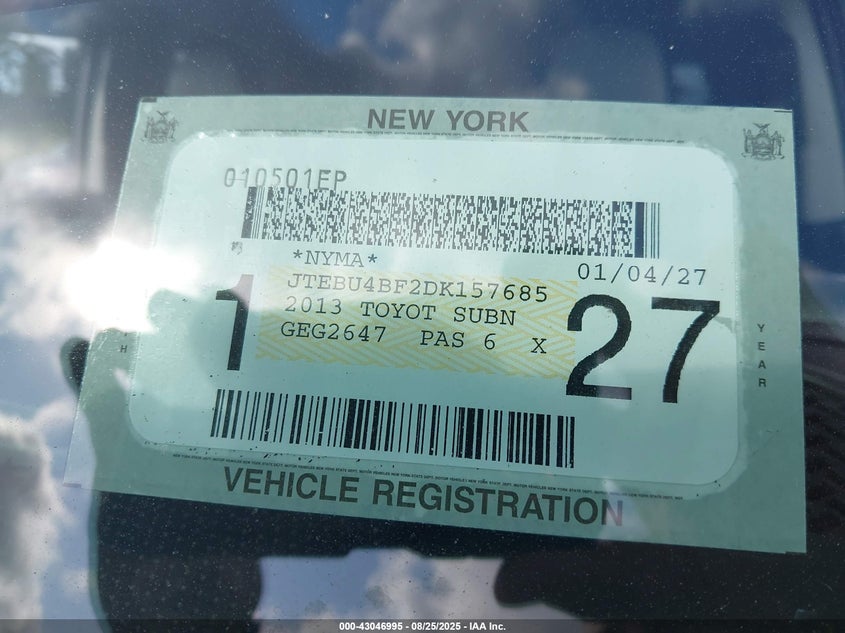 NEW YORK
010501EP
*NYMA* 01/04/27
JTEBU4BF2DK157685
2013 TOYOT SUBN
GEG2647 PAS 6 X
1 27
H
YEAR
VEHICLE REGISTRATION
000-43046995 - 08/25/2025 - IAA Inc.